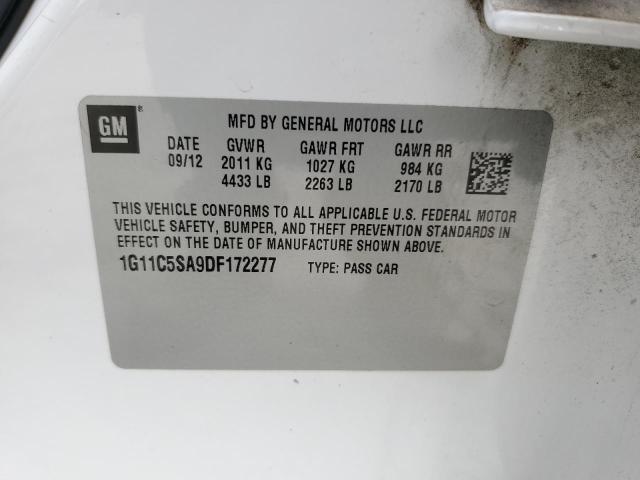 GM ®
MFD BY GENERAL MOTORS LLC
DATE GVWR GAWR FRT GAWR RR
09/12 2011 KG 1027 KG 984 KG
4433 LB 2263 LB 2170 LB
THIS VEHICLE CONFORMS TO ALL APPLICABLE U.S. FEDERAL MOTOR
VEHICLE SAFETY, BUMPER, AND THEFT PREVENTION STANDARDS IN
EFFECT ON THE DATE OF MANUFACTURE SHOWN ABOVE.
1G11C5SA9DF172277 TYPE: PASS CAR